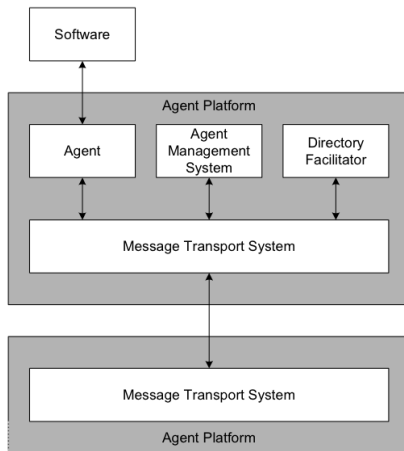 Software
Agent Platform
Agent
Agent
Management
System
Directory
Facilitator
Message Transport System
Message Transport System
Agent Platform